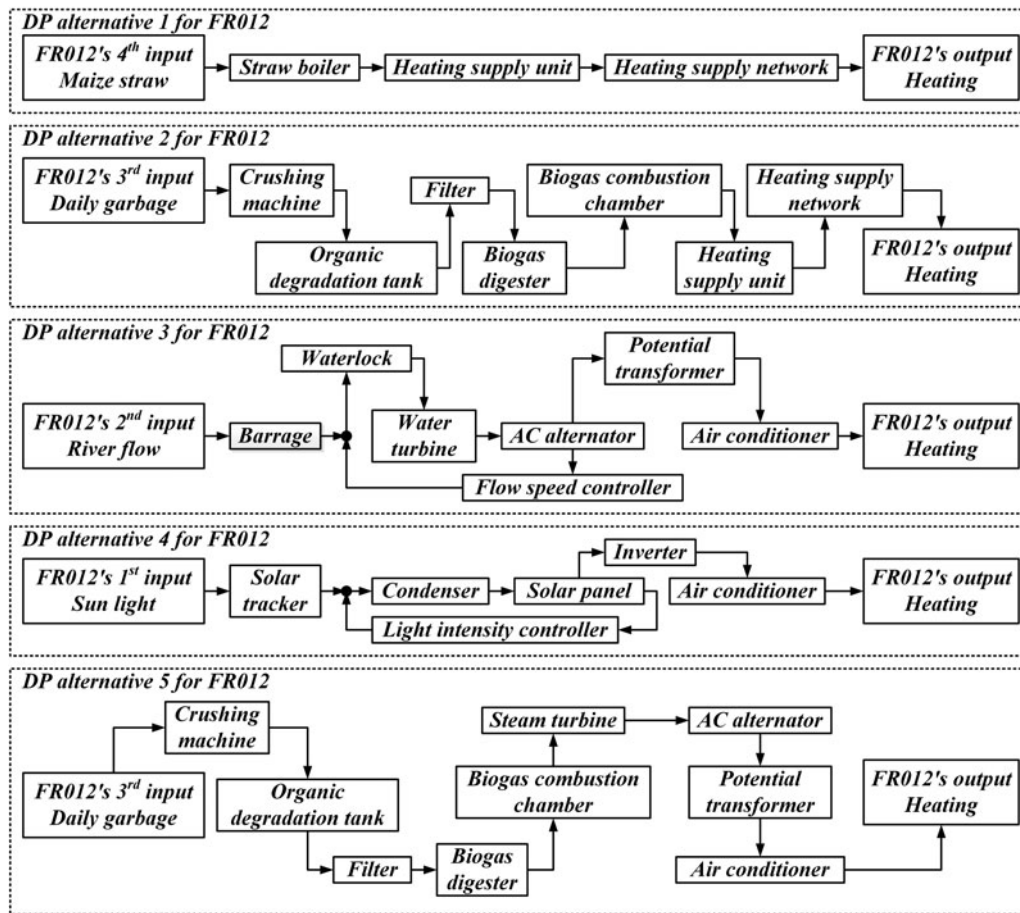 DP alternative 1 for FR012
FR012's 4th input
Maize straw
Straw boiler
Heating supply unit
Heating supply network
FR012's output
Heating
DP alternative 2 for FR012
FR012's 3rd input
Daily garbage
Crushing
machine
Organic
degradation tank
Filter
Biogas
digester
Biogas combustion
chamber
Heating
supply unit
Heating supply
network
FR012's output
Heating
DP alternative 3 for FR012
FR012's 2nd input
River flow
Barrage
Waterlock
Water
turbine
AC alternator
Flow speed controller
Potential
transformer
Air conditioner
FR012's output
Heating
DP alternative 4 for FR012
FR012's 1st input
Sun light
Solar
tracker
Condenser
Solar panel
Light intensity controller
Inverter
Air conditioner
FR012's output
Heating
DP alternative 5 for FR012
FR012's 3rd input
Daily garbage
Crushing
machine
Organic
degradation tank
Filter
Biogas
digester
Biogas combustion
chamber
Steam turbine
AC alternator
Potential
transformer
Air conditioner
FR012's output
Heating